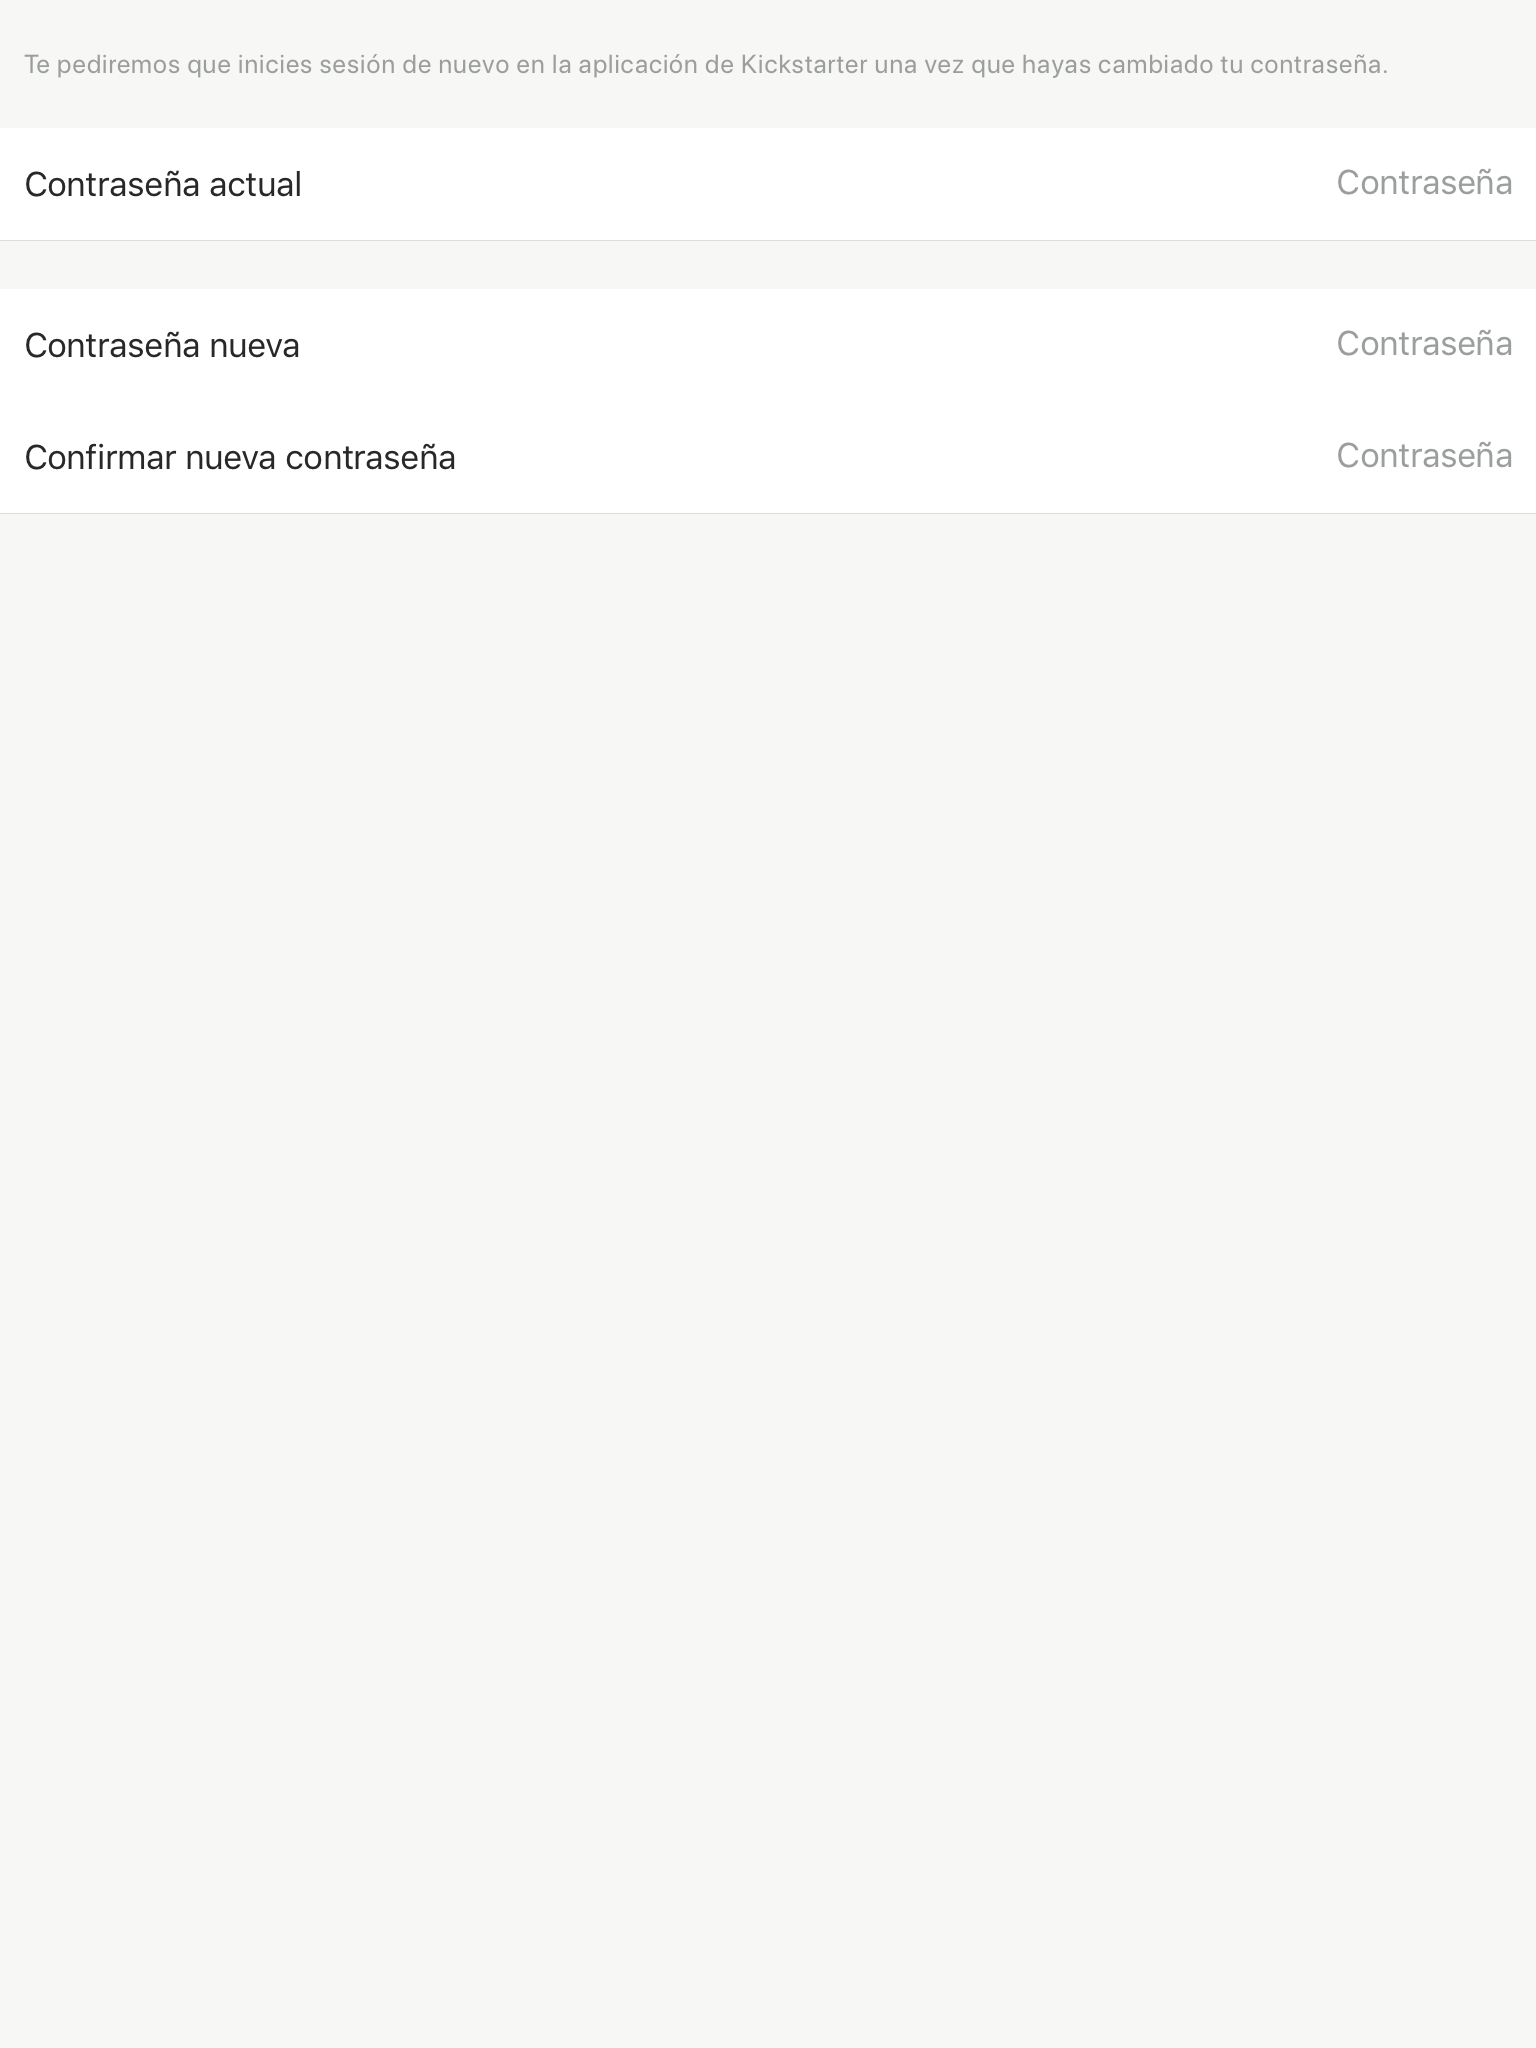 Te pediremos que inicies sesión de nuevo en la aplicación de Kickstarter una vez que hayas cambiado tu contraseña.
Contraseña actual Contraseña
Contraseña nueva Contraseña
Confirmar nueva contraseña Contraseña